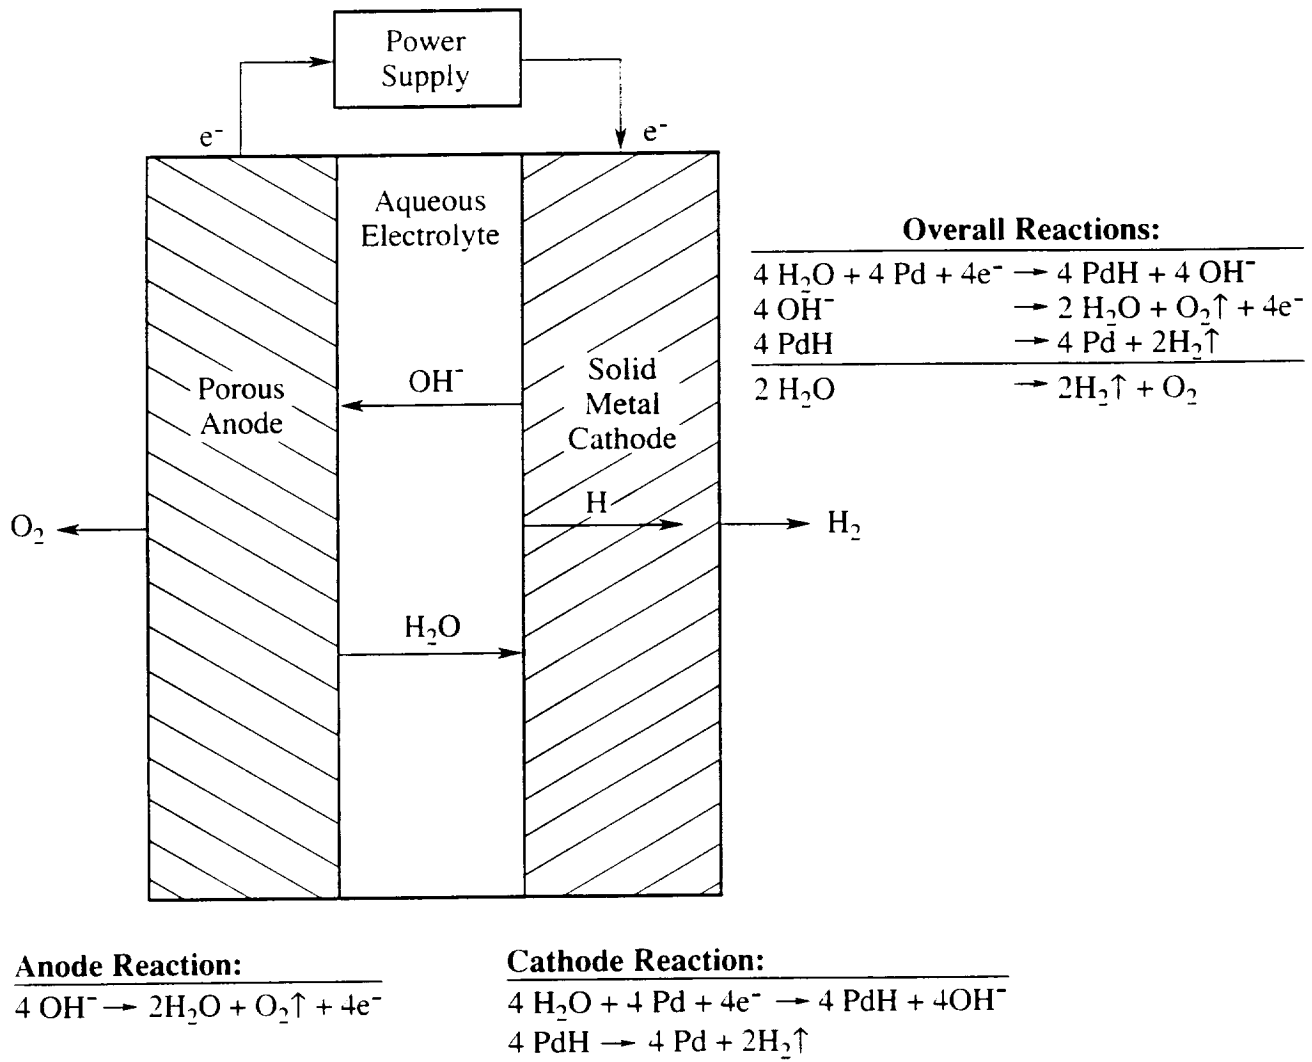 Power
Supply
e⁻
e⁻
Aqueous
Electrolyte
Overall Reactions:
4 H₂O + 4 Pd + 4e⁻ → 4 PdH + 4 OH⁻
4 OH⁻ → 2 H₂O + O₂↑ + 4e⁻
4 PdH → 4 Pd + 2H₂↑
2 H₂O → 2H₂↑ + O₂
Porous
Anode
OH⁻
Solid
Metal
Cathode
O₂
H
H₂
H₂O
Anode Reaction:
4 OH⁻ → 2H₂O + O₂↑ + 4e⁻
Cathode Reaction:
4 H₂O + 4 Pd + 4e⁻ → 4 PdH + 4OH⁻
4 PdH → 4 Pd + 2H₂↑